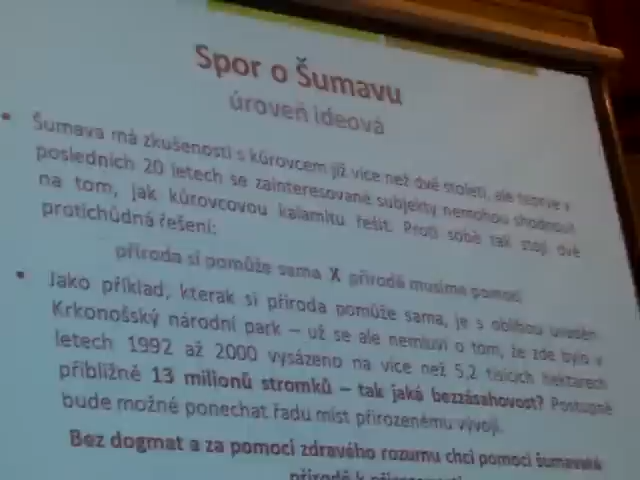 Spor o Šumavu
úroveň ideová
• Šumava má zkušenosti s kůrovcem již více než dvě století, ale teprve v
posledních 20 letech se zainteresované subjekty nemohou shodnout
na tom, jak kůrovcovou kalamitu řešit. Proti sobě tak stojí dvě
protichůdná řešení:
příroda si pomůže sama X přírodě musíme pomoci
• Jako příklad, kterak si příroda pomůže sama, je s oblibou uváděn
Krkonošský národní park – už se ale nemluví o tom, že zde bylo v
letech 1992 až 2000 vysázeno na více než 5,2 tisících hektarech
přibližně 13 milionů stromků – tak jaká bezzásahovost? Postupně
bude možné ponechat řadu míst přirozenému vývoji.
Bez dogmat a za pomoci zdravého rozumu chci pomoci šumavské
přírodě k